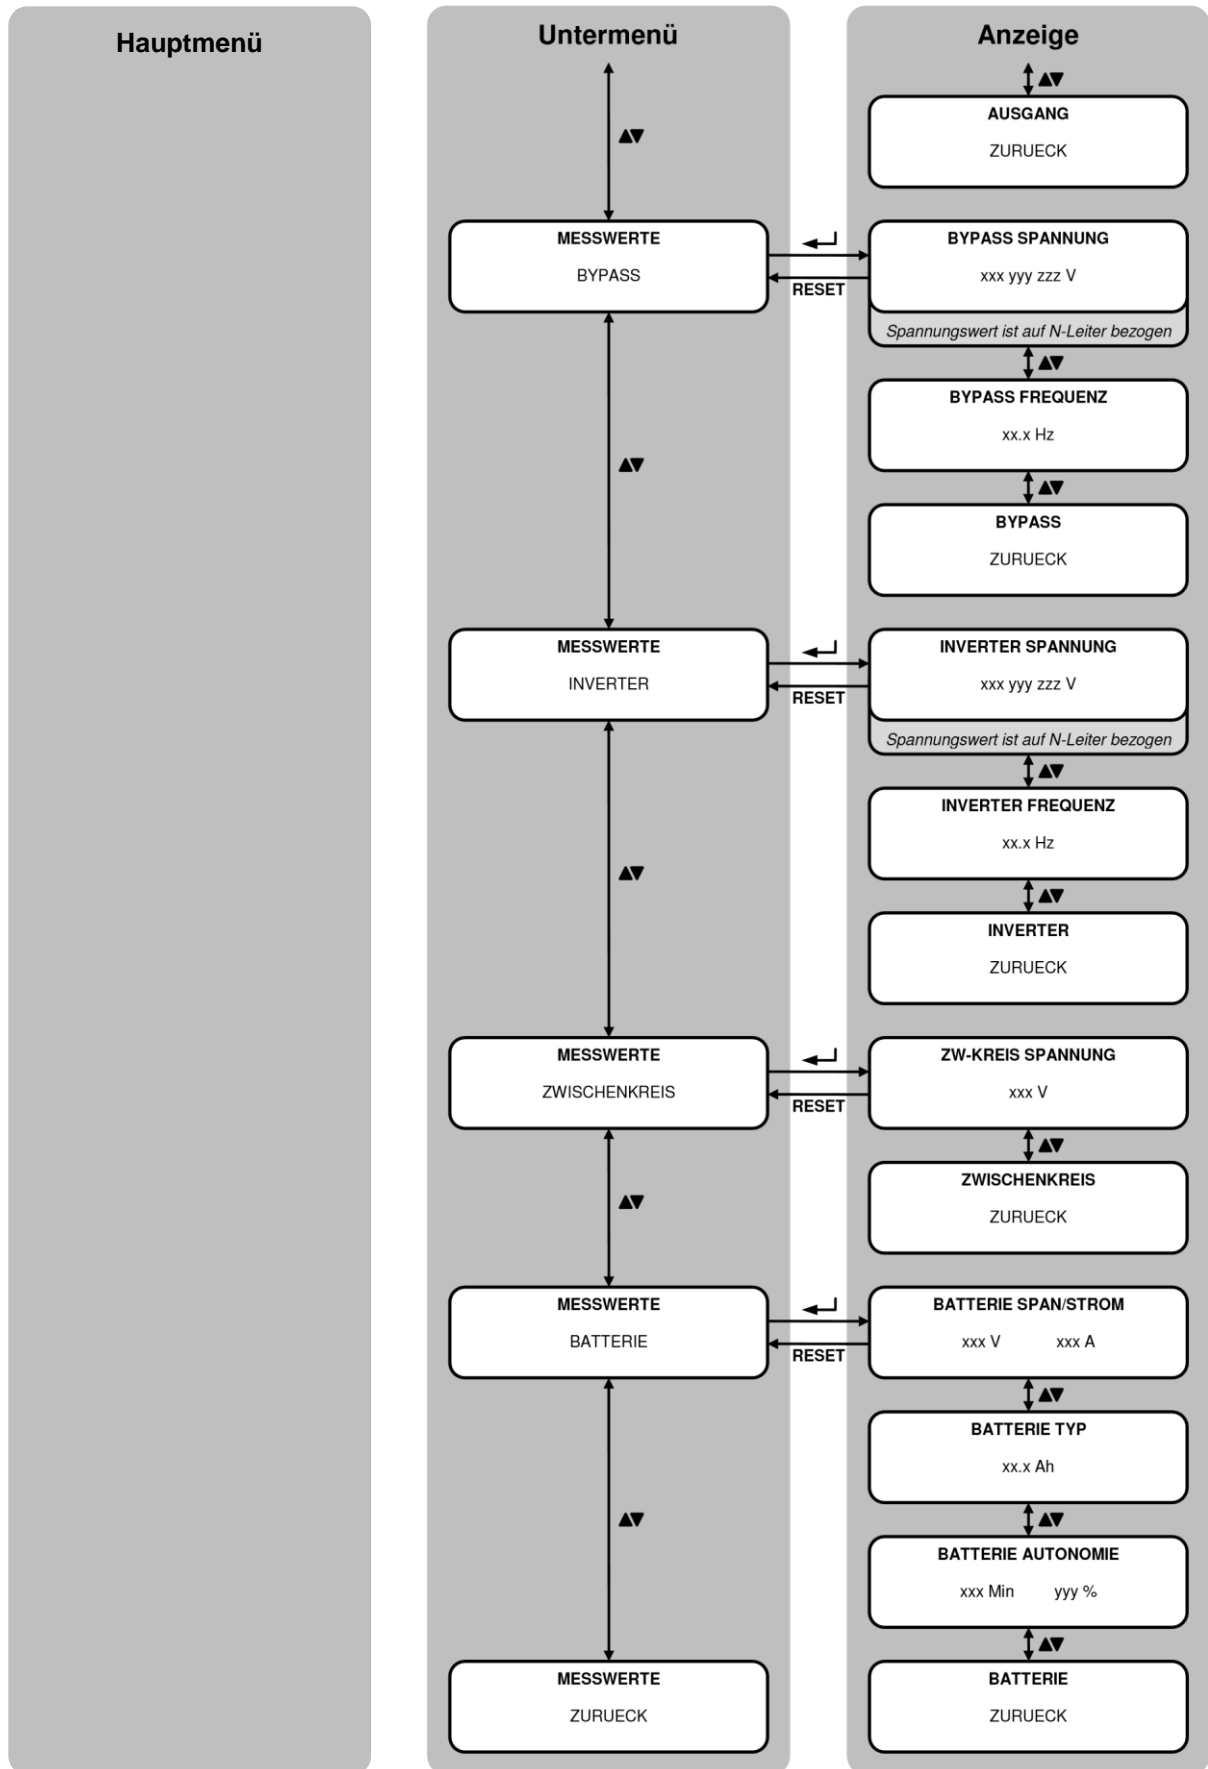 Hauptmenü
Untermenü
Anzeige
AUSGANG
ZURUECK
MESSWERTE
BYPASS
RESET
BYPASS SPANNUNG
xxx yyy zzz V
Spannungswert ist auf N-Leiter bezogen
BYPASS FREQUENZ
xx.x Hz
BYPASS
ZURUECK
MESSWERTE
INVERTER
RESET
INVERTER SPANNUNG
xxx yyy zzz V
Spannungswert ist auf N-Leiter bezogen
INVERTER FREQUENZ
xx.x Hz
INVERTER
ZURUECK
MESSWERTE
ZWISCHENKREIS
RESET
ZW-KREIS SPANNUNG
xxx V
ZWISCHENKREIS
ZURUECK
MESSWERTE
BATTERIE
RESET
BATTERIE SPAN/STROM
xxx V xxx A
BATTERIE TYP
xx.x Ah
BATTERIE AUTONOMIE
xxx Min yyy %
MESSWERTE
ZURUECK
BATTERIE
ZURUECK